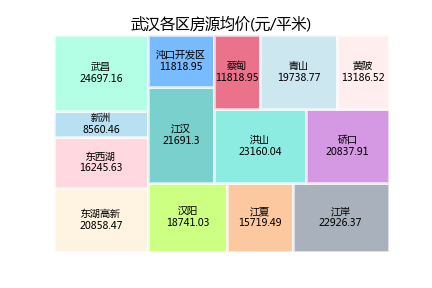 武汉各区房源均价(元/平米)
武昌
24697.16
沌口开发区
11818.95
蔡甸
11818.95
青山
19738.77
黄陂
13186.52
新洲
8560.46
江汉
21691.3
洪山
23160.04
硚口
20837.91
东西湖
16245.63
东湖高新
20858.47
汉阳
18741.03
江夏
15719.49
江岸
22926.37